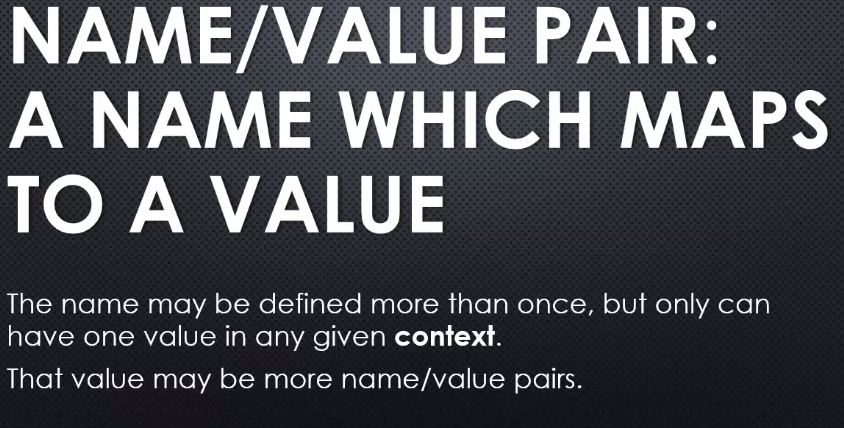 NAME/VALUE PAIR:
A NAME WHICH MAPS
TO A VALUE
The name may be defined more than once, but only can
have one value in any given context.
That value may be more name/value pairs.